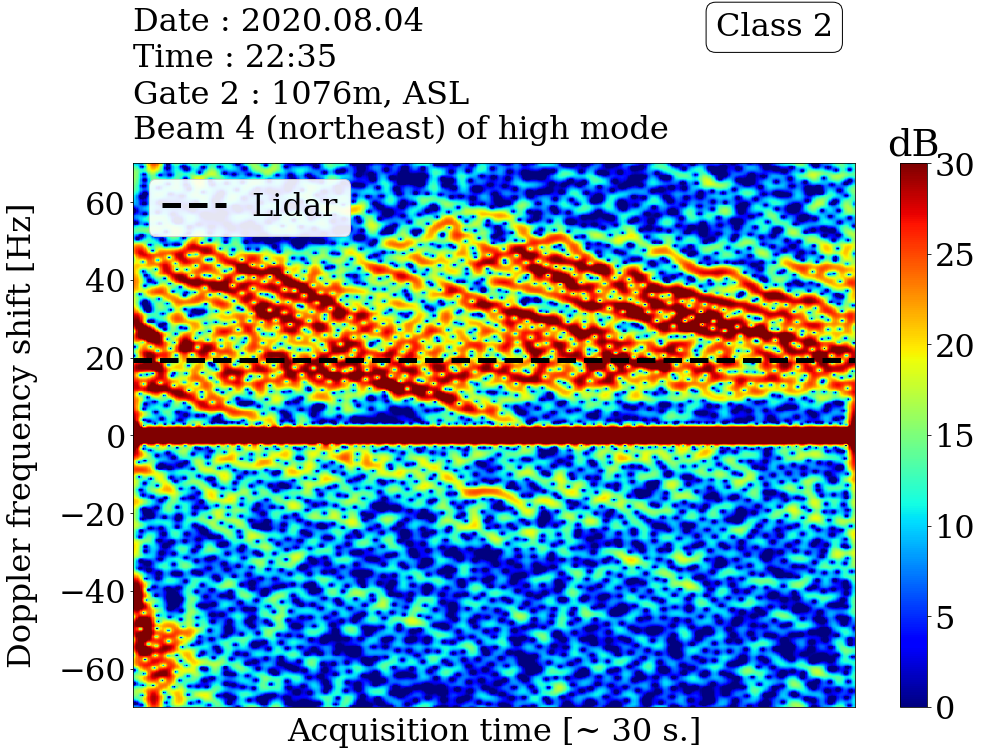 Date : 2020.08.04
Time : 22:35
Gate 2 : 1076m, ASL
Beam 4 (northeast) of high mode
Class 2
dB
Lidar
Doppler frequency shift [Hz]
60
40
20
0
−20
−40
−60
Acquisition time [~ 30 s.]
30
25
20
15
10
5
0